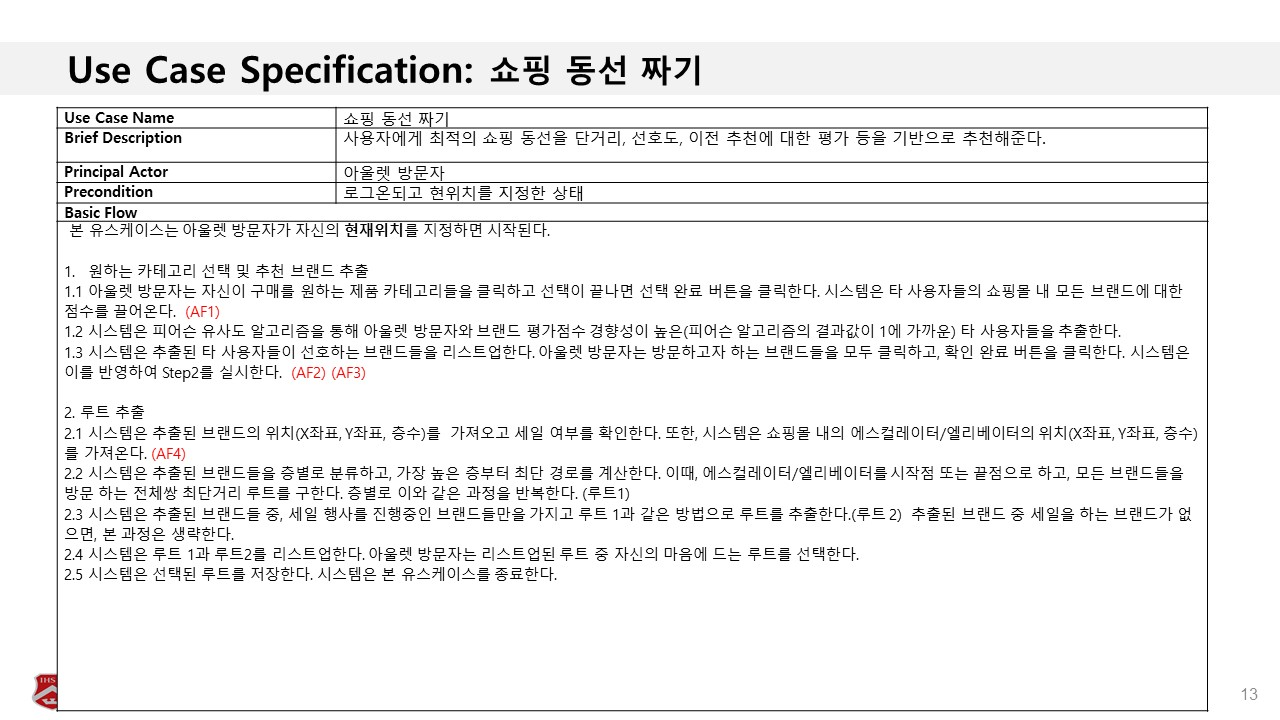 Use Case Specification: 쇼핑 동선 짜기
Use Case Name 쇼핑 동선 짜기
Brief Description 사용자에게 최적의 쇼핑 동선을 단거리, 선호도, 이전 추천에 대한 평가 등을 기반으로 추천해준다.
Principal Actor 아울렛 방문자
Precondition 로그온되고 현위치를 지정한 상태
Basic Flow
본 유스케이스는 아울렛 방문자가 자신의 현재위치를 지정하면 시작된다.
1. 원하는 카테고리 선택 및 추천 브랜드 추출
1.1 아울렛 방문자는 자신이 구매를 원하는 제품 카테고리들을 클릭하고 선택이 끝나면 선택 완료 버튼을 클릭한다. 시스템은 타 사용자들의 쇼핑몰 내 모든 브랜드에 대한
점수를 끌어온다. (AF1)
1.2 시스템은 피어슨 유사도 알고리즘을 통해 아울렛 방문자와 브랜드 평가점수 경향성이 높은(피어슨 알고리즘의 결과값이 1에 가까운) 타 사용자들을 추출한다.
1.3 시스템은 추출된 타 사용자들이 선호하는 브랜드들을 리스트업한다. 아울렛 방문자는 방문하고자 하는 브랜드들을 모두 클릭하고, 확인 완료 버튼을 클릭한다. 시스템은
이를 반영하여 Step2를 실시한다. (AF2) (AF3)
2. 루트 추출
2.1 시스템은 추출된 브랜드의 위치(X좌표, Y좌표, 층수)를 가져오고 세일 여부를 확인한다. 또한, 시스템은 쇼핑몰 내의 에스컬레이터/엘리베이터의 위치(X좌표, Y좌표, 층수)
를 가져온다. (AF4)
2.2 시스템은 추출된 브랜드들을 층별로 분류하고, 가장 높은 층부터 최단 경로를 계산한다. 이때, 에스컬레이터/엘리베이터를 시작점 또는 끝점으로 하고, 모든 브랜드들을
방문 하는 전체쌍 최단거리 루트를 구한다. 층별로 이와 같은 과정을 반복한다. (루트1)
2.3 시스템은 추출된 브랜드들 중, 세일 행사를 진행중인 브랜드들만을 가지고 루트 1과 같은 방법으로 루트를 추출한다.(루트 2) 추출된 브랜드 중 세일을 하는 브랜드가 없
으면, 본 과정은 생략한다.
2.4 시스템은 루트 1과 루트2를 리스트업한다. 아울렛 방문자는 리스트업된 루트 중 자신의 마음에 드는 루트를 선택한다.
2.5 시스템은 선택된 루트를 저장한다. 시스템은 본 유스케이스를 종료한다.
IHS
13